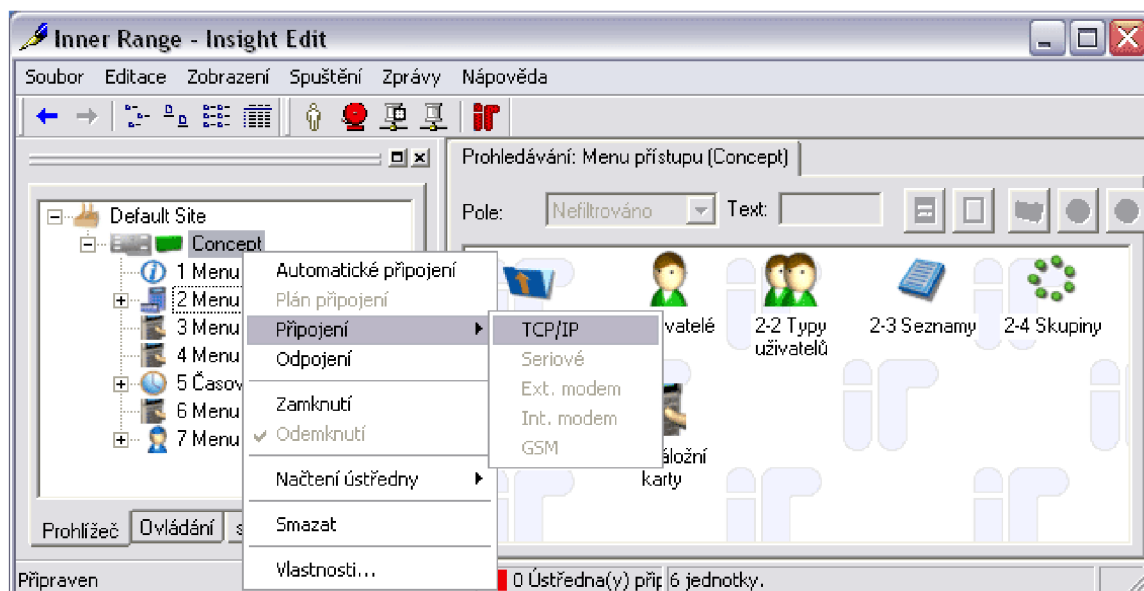 Inner Range - Insight Edit
Soubor Editace Zobrazení Spuštění Zprávy Nápověda
Prohledávání: Menu přístupu (Concept)
Pole: Nefiltrováno Text:
Default Site
Concept
1 Menu
2 Menu
3 Menu
4 Menu
5 Časov
6 Menu
7 Menu
Automatické připojení
Plán připojení
Připojení
Odpojení
Zamknutí
Odemknutí
Načtení ústředny
Smazat
Vlastnosti...
TCP/IP
Seriové
Ext. modem
Int. modem
GSM
vatelé
2-2 Typy
uživatelů
2-3 Seznamy
2-4 Skupiny
áložní
karty
Prohlížeč Ovládání s
Připraven 0 Ústředna(y) přip 6 jednotky.